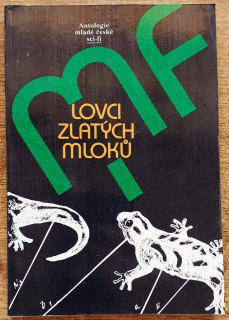 Antologie
mladé české
sci-fi
MF
LOVCI
ZLATÝCH
MLOKŮ